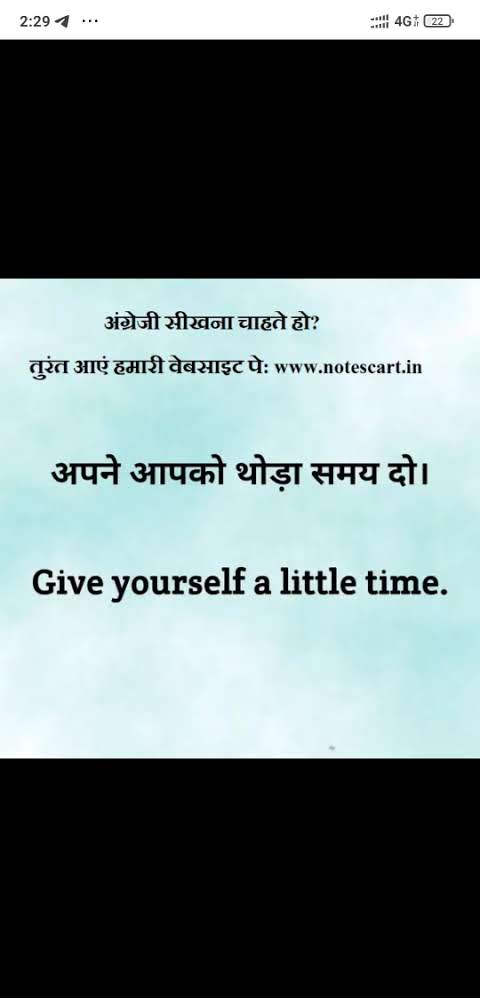 2:29 ... 4G 22
अंग्रेजी सीखना चाहते हो?
तुरंत आएं हमारी वेबसाइट पे: www.notescart.in
अपने आपको थोड़ा समय दो।
Give yourself a little time.